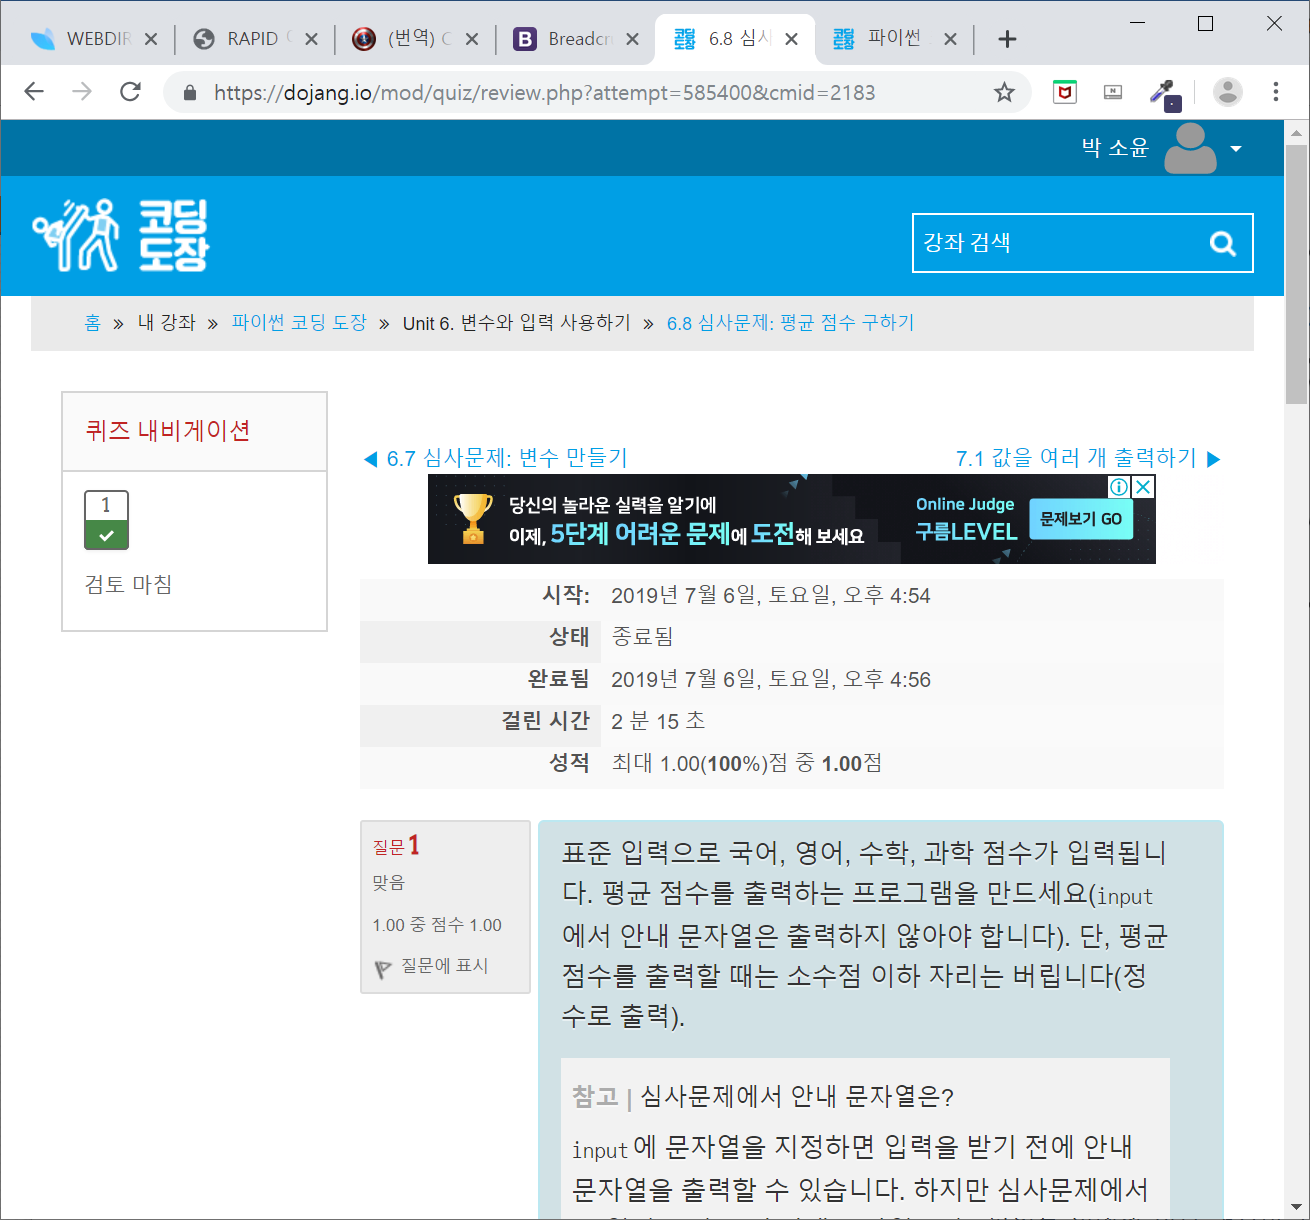 WEBDIR
RAPID
(번역) C
Breadcr
6.8 심사
파이썬
https://dojang.io/mod/quiz/review.php?attempt=585400&cmid=2183
박 소윤
코딩
도장
강좌 검색
홈 » 내 강좌 » 파이썬 코딩 도장 » Unit 6. 변수와 입력 사용하기 » 6.8 심사문제: 평균 점수 구하기
퀴즈 내비게이션
1
검토 마침
◀ 6.7 심사문제: 변수 만들기
7.1 값을 여러 개 출력하기 ▶
당신의 놀라운 실력을 알기에
이제, 5단계 어려운 문제에 도전해 보세요
Online Judge
구름LEVEL
문제보기 GO
시작: 2019년 7월 6일, 토요일, 오후 4:54
상태 종료됨
완료됨 2019년 7월 6일, 토요일, 오후 4:56
걸린 시간 2 분 15 초
성적 최대 1.00(100%)점 중 1.00점
질문 1
맞음
1.00 중 점수 1.00
질문에 표시
표준 입력으로 국어, 영어, 수학, 과학 점수가 입력됩니
다. 평균 점수를 출력하는 프로그램을 만드세요(input
에서 안내 문자열은 출력하지 않아야 합니다). 단, 평균
점수를 출력할 때는 소수점 이하 자리는 버립니다(정
수로 출력).
참고 | 심사문제에서 안내 문자열은?
input에 문자열을 지정하면 입력을 받기 전에 안내
문자열을 출력할 수 있습니다. 하지만 심사문제에서